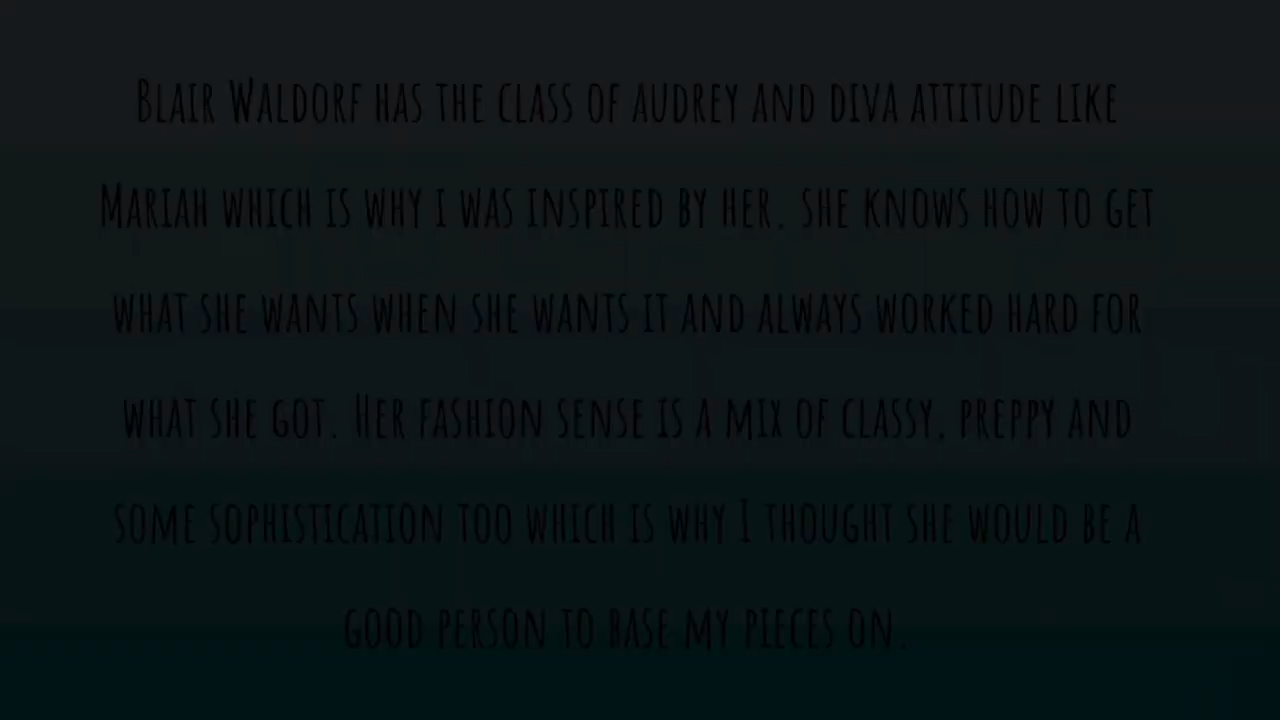 Blair Waldorf has the class of audrey and diva attitude like
Mariah which is why i was inspired by her. she knows how to get
what she wants when she wants it and always worked hard for
what she got. Her fashion sense is a mix of classy, preppy and
some sophistication too which is why I thought she would be a
good person to base my pieces on.